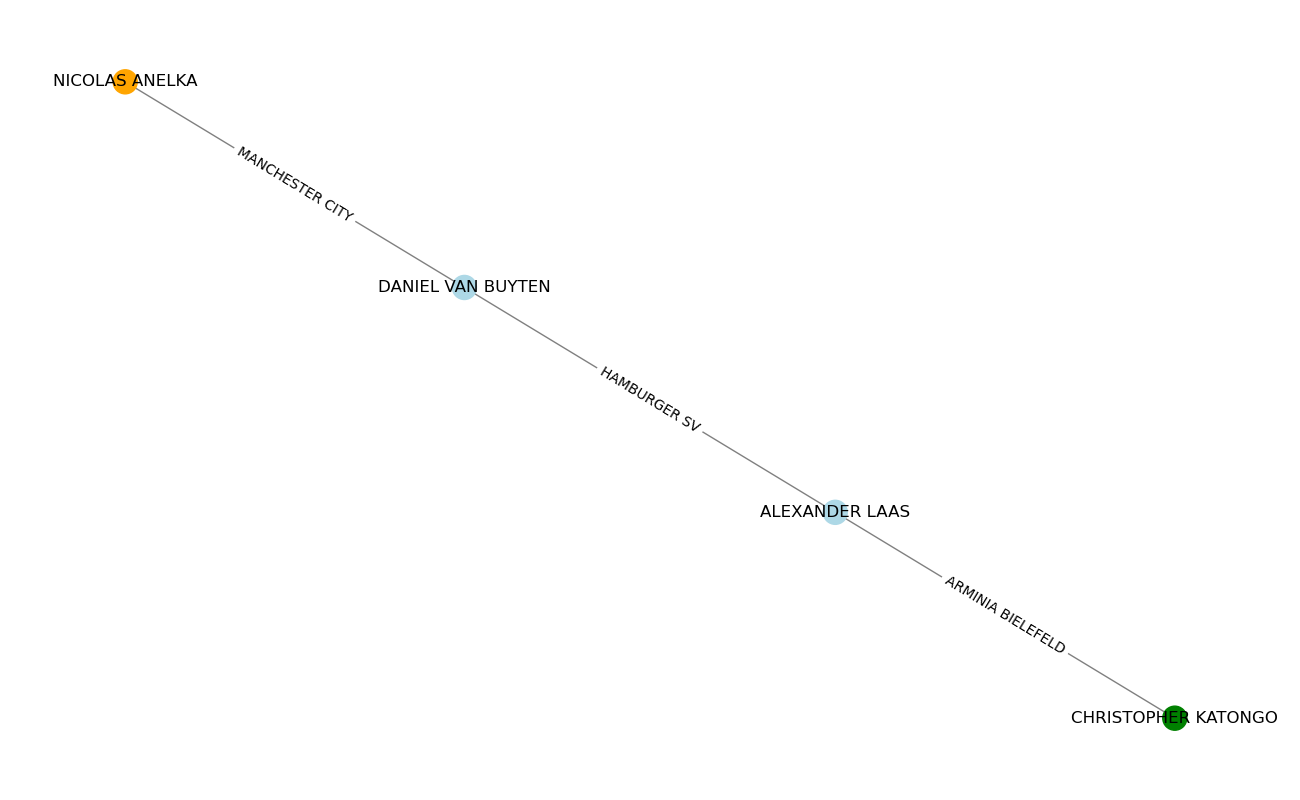 NICOLAS ANELKA
MANCHESTER CITY
DANIEL VAN BUYTEN
HAMBURGER SV
ALEXANDER LAAS
ARMINIA BIELEFELD
CHRISTOPHER KATONGO